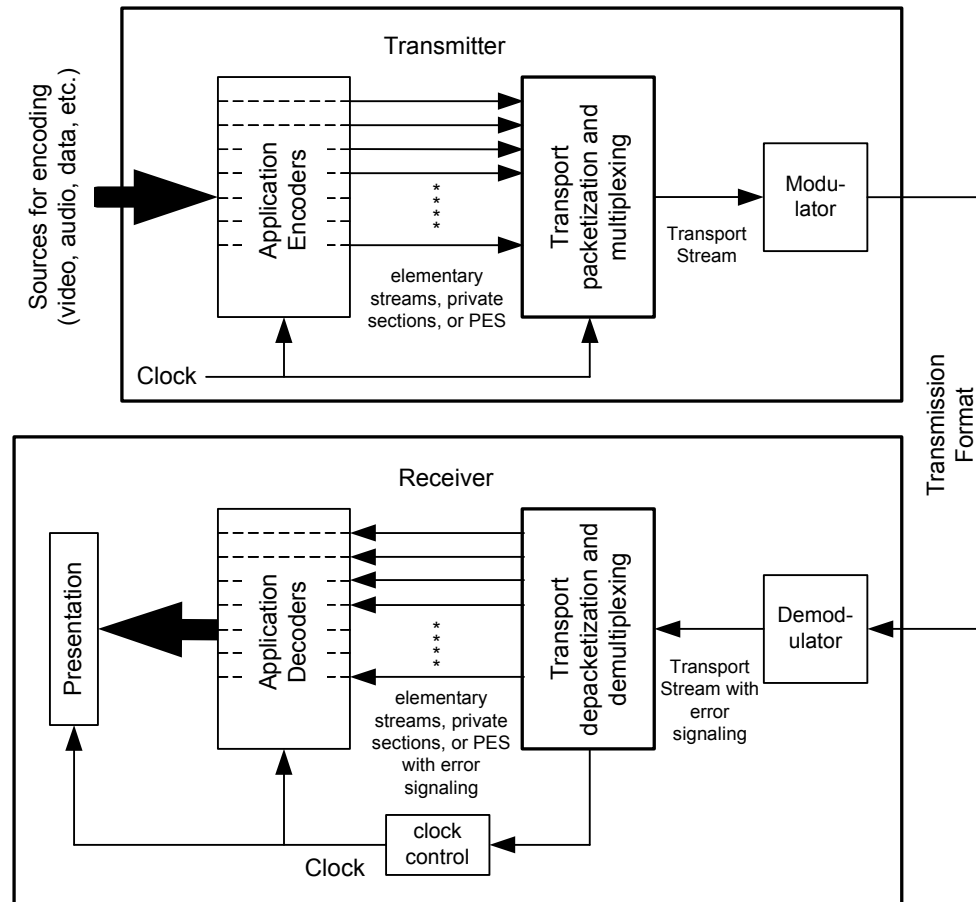 Transmitter
Sources for encoding
(video, audio, data, etc.)
Application
Encoders
* * * *
elementary
streams, private
sections, or PES
Transport
packetization and
multiplexing
Transport
Stream
Modu-
lator
Clock
Transmission
Format
Receiver
Presentation
Application
Decoders
* * * *
elementary
streams, private
sections, or PES
with error
signaling
Transport
depacketization and
demultiplexing
Transport
Stream with
error
signaling
Demod-
ulator
clock
control
Clock